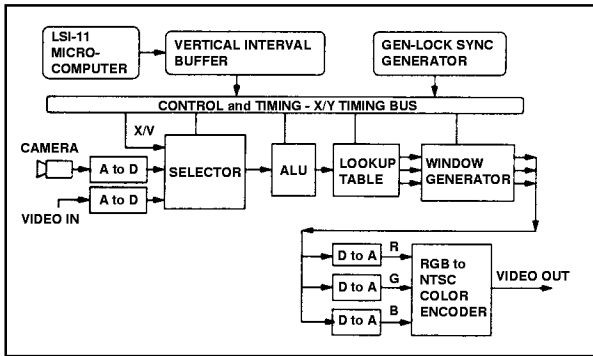 LSI-11
MICRO-
COMPUTER
VERTICAL INTERVAL
BUFFER
GEN-LOCK SYNC
GENERATOR
CONTROL and TIMING - X/Y TIMING BUS
X/V
CAMERA
A to D
SELECTOR
ALU
LOOKUP
TABLE
WINDOW
GENERATOR
A to D
VIDEO IN
D to A
R
D to A
G
D to A
B
RGB to
NTSC
COLOR
ENCODER
VIDEO OUT